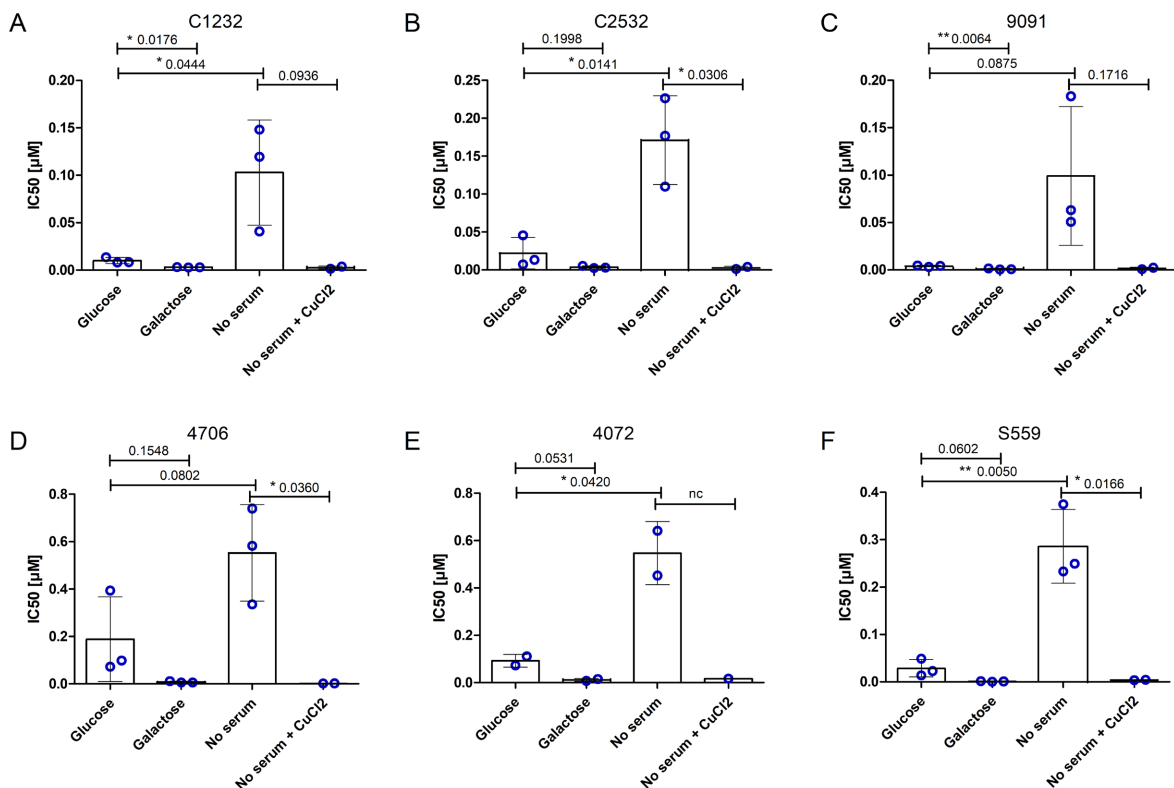 A
C1232
* 0.0176
* 0.0444
0.0936
0.20
0.15
0.10
0.05
0.00
IC50 [µM]
Glucose
Galactose
No serum
No serum + CuCl2
B
C2532
0.1998
* 0.0141
* 0.0306
0.25
0.20
0.15
0.10
0.05
0.00
IC50 [µM]
Glucose
Galactose
No serum
No serum + CuCl2
C
9091
** 0.0064
0.0875
0.1716
0.20
0.15
0.10
0.05
0.00
IC50 [µM]
Glucose
Galactose
No serum
No serum + CuCl2
D
4706
0.1548
0.0802
* 0.0360
0.8
0.6
0.4
0.2
0.0
IC50 [µM]
Glucose
Galactose
No serum
No serum + CuCl2
E
4072
0.0531
* 0.0420
nc
0.8
0.6
0.4
0.2
0.0
IC50 [µM]
Glucose
Galactose
No serum
No serum + CuCl2
F
S559
0.0602
** 0.0050
* 0.0166
0.4
0.3
0.2
0.1
0.0
IC50 [µM]
Glucose
Galactose
No serum
No serum + CuCl2